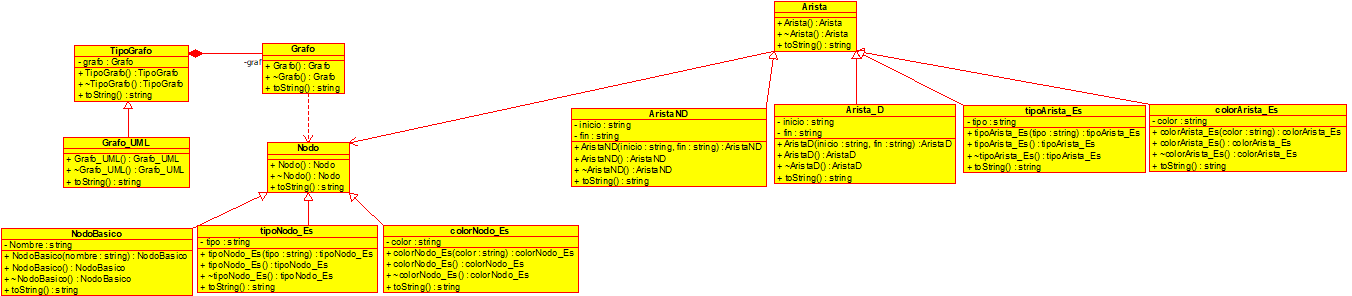 Arista
+ Arista() : Arista
+ ~Arista() : Arista
+ toString() : string
TipoGrafo
- grafo : Grafo
+ TipoGrafo() : TipoGrafo
+ ~TipoGrafo() : TipoGrafo
+ toString() : string
-graf
Grafo
+ Grafo() : Grafo
+ ~Grafo() : Grafo
+ toString() : string
Grafo_UML
+ Grafo_UML() : Grafo_UML
+ ~Grafo_UML() : Grafo_UML
+ toString() : string
Nodo
+ Nodo() : Nodo
+ ~Nodo() : Nodo
+ toString() : string
AristaND
- inicio : string
- fin : string
+ AristaND(inicio : string, fin : string) : AristaND
+ AristaND() : AristaND
+ ~AristaND() : AristaND
+ toString() : string
Arista_D
- inicio : string
- fin : string
+ AristaD(inicio : string, fin : string) : AristaD
+ AristaD() : AristaD
+ ~AristaD() : AristaD
+ toString() : string
tipoArista_Es
- tipo : string
+ tipoArista_Es(tipo : string) : tipoArista_Es
+ tipoArista_Es() : tipoArista_Es
+ ~tipoArista_Es() : tipoArista_Es
+ toString() : string
colorArista_Es
- color : string
+ colorArista_Es(color : string) : colorArista_Es
+ colorArista_Es() : colorArista_Es
+ ~colorArista_Es() : colorArista_Es
+ toString() : string
NodoBasico
- Nombre : string
+ NodoBasico(nombre : string) : NodoBasico
+ NodoBasico() : NodoBasico
+ ~NodoBasico() : NodoBasico
+ toString() : string
tipoNodo_Es
- tipo : string
+ tipoNodo_Es(tipo : string) : tipoNodo_Es
+ tipoNodo_Es() : tipoNodo_Es
+ ~tipoNodo_Es() : tipoNodo_Es
+ toString() : string
colorNodo_Es
- color : string
+ colorNodo_Es(color : string) : colorNodo_Es
+ colorNodo_Es() : colorNodo_Es
+ ~colorNodo_Es() : colorNodo_Es
+ toString() : string